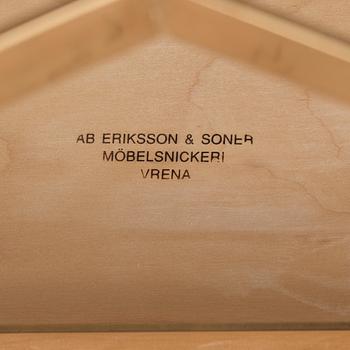 AB ERIKSSON & SONER
MÖBELSNICKERI
VRENA